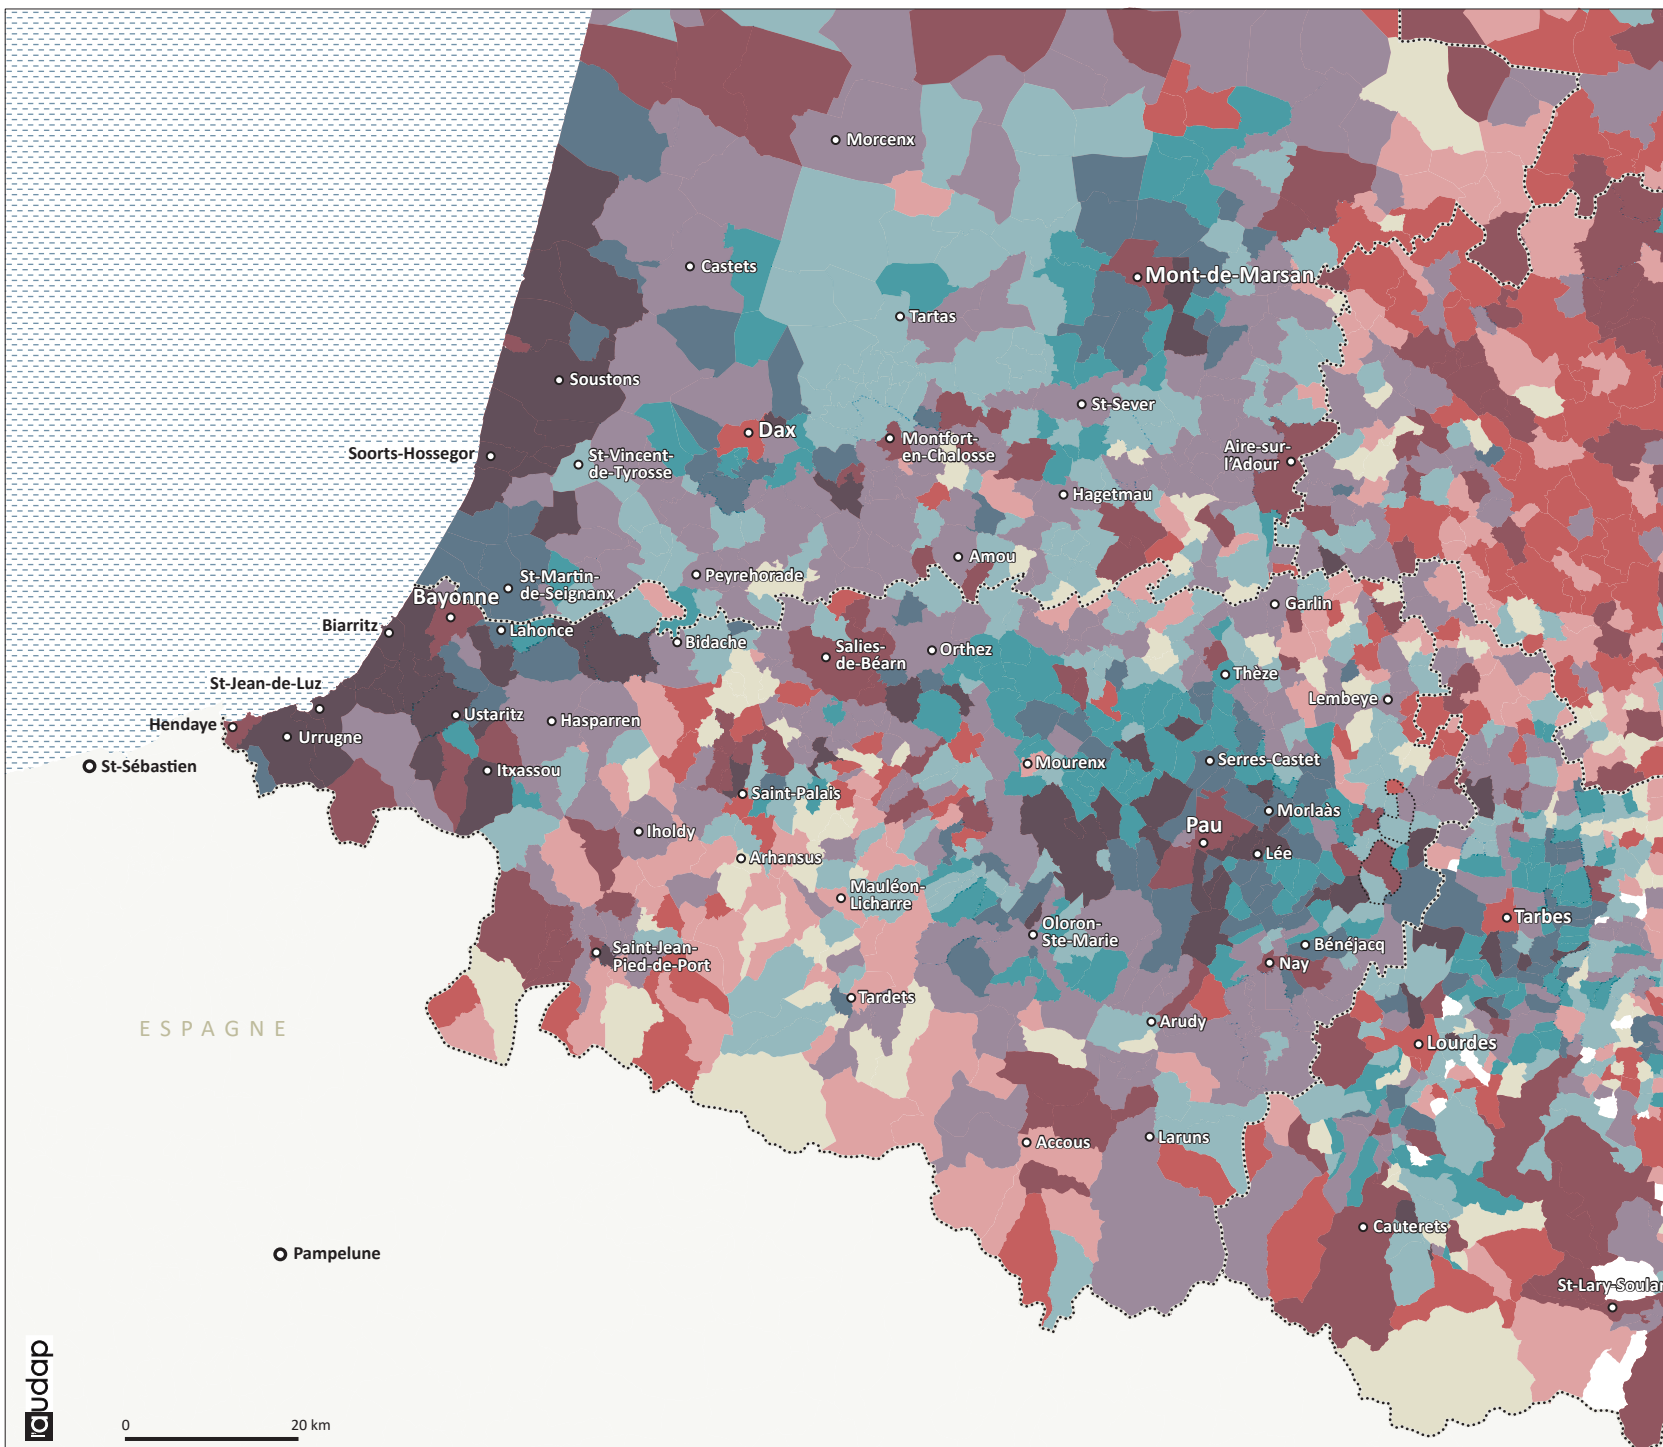 Morcenx
Castets
Mont-de-Marsan
Tartas
Soustons
St-Sever
Dax
Montfort-
en-Chalosse
Aire-sur-
l'Adour
Soorts-Hossegor
St-Vincent-
de-Tyrosse
Hagetmau
Amou
Peyrehorade
St-Martin-
de-Seignanx
Bayonne
Garlin
Biarritz
Lahonce
Bidache
Salies-
de-Béarn
Orthez
Thèze
St-Jean-de-Luz
Lembeye
Hendaye
Ustaritz
Hasparren
Urrugne
St-Sébastien
Itxassou
Mourenx
Serres-Castet
Saint-Palais
Morlaàs
Iholdy
Pau
Arhansus
Lée
Mauléon-
Licharre
Tarbes
Oloron-
Ste-Marie
Bénéjacq
Saint-Jean-
Pied-de-Port
Nay
Tardets
Arudy
ESPAGNE
Lourdes
Accous
Laruns
Cauterets
Pampelune
St-Lary-Soulan
l'audap
0 20 km